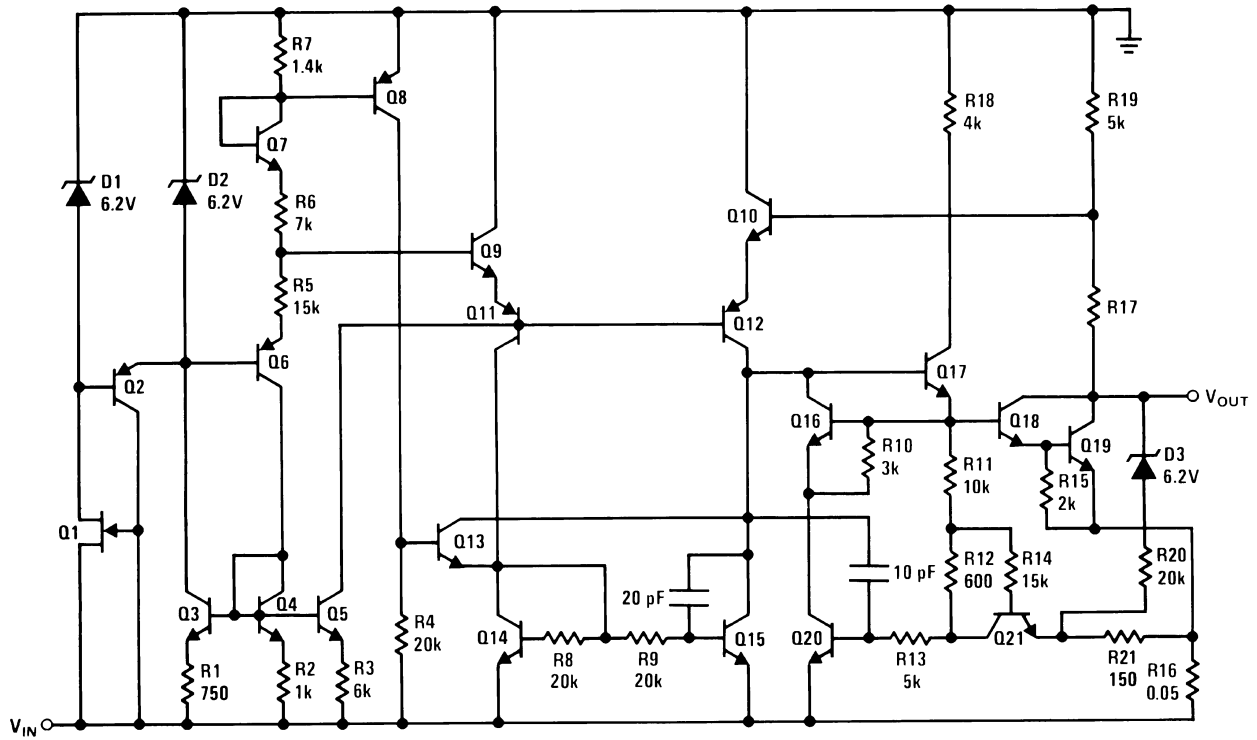 R7
1.4k
Q8
R18
4k
R19
5k
Q7
D1
6.2V
D2
6.2V
R6
7k
Q10
Q9
R5
15k
Q11
Q12
R17
Q2
Q6
Q17
VOUT
Q16
Q18
Q19
R10
3k
R11
10k
D3
6.2V
R15
2k
Q1
Q13
10 pF
R12
600
R14
15k
R20
20k
20 pF
Q3
Q4
Q5
R4
20k
Q14
Q15
Q20
Q21
R8
20k
R9
20k
R13
5k
R21
150
R1
750
R2
1k
R3
6k
R16
0.05
VIN